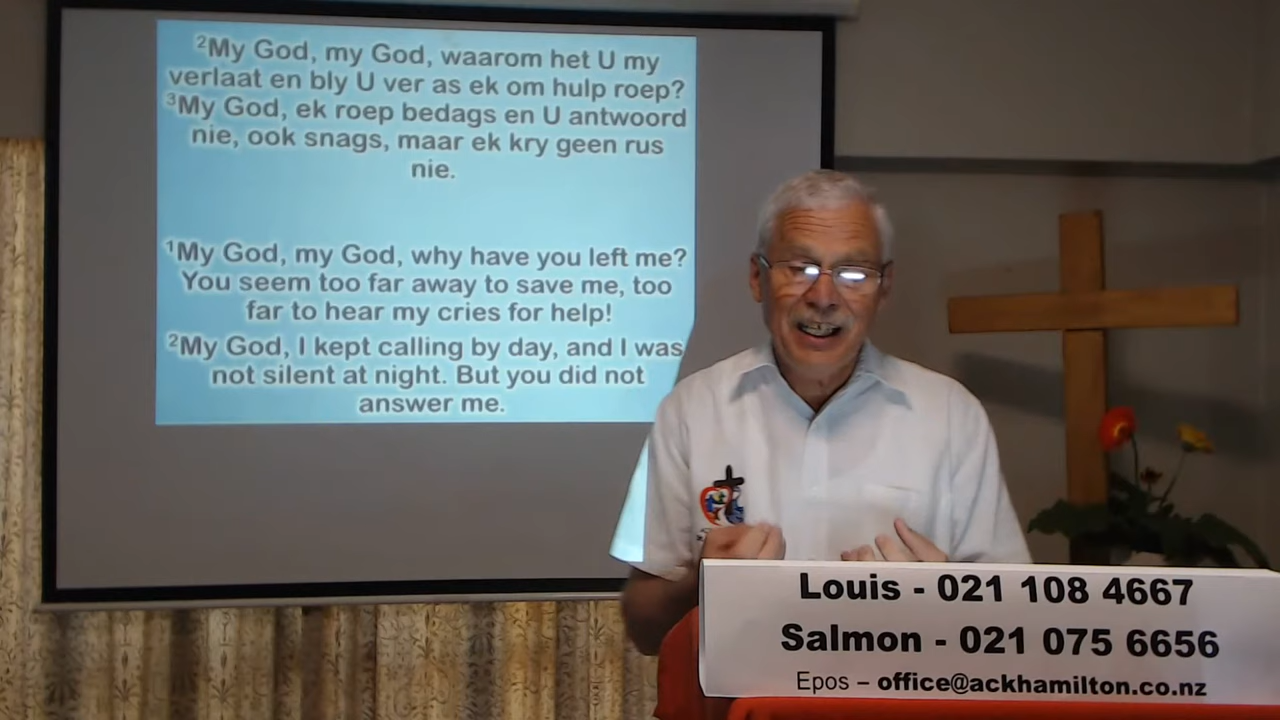 ²My God, my God, waarom het U my
verlaat en bly U ver as ek om hulp roep?
³My God, ek roep bedags en U antwoord
nie, ook snags, maar ek kry geen rus
nie.
¹My God, my God, why have you left me?
You seem too far away to save me, too
far to hear my cries for help!
²My God, I kept calling by day, and I was
not silent at night. But you did not
answer me.
Louis - 021 108 4667
Salmon - 021 075 6656
Epos – office@ackhamilton.co.nz